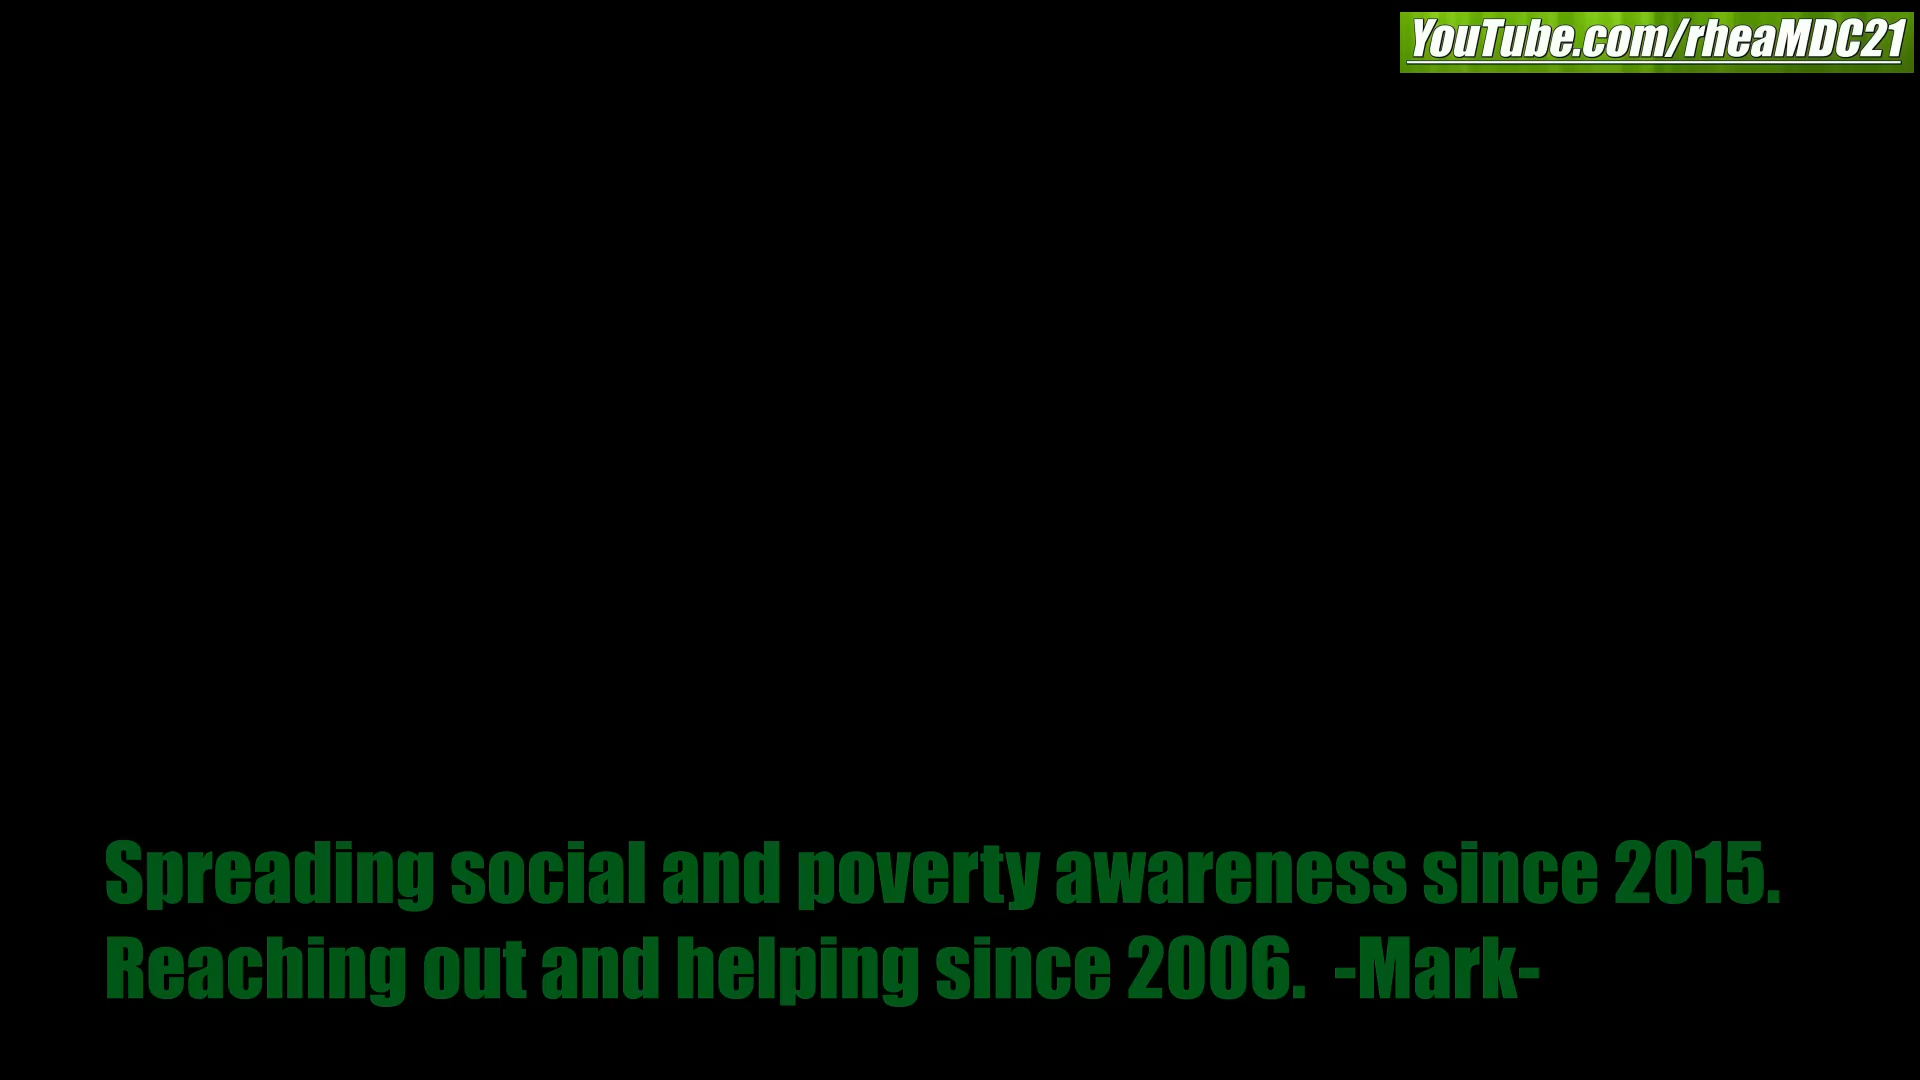 YouTube.com/rheaMDC21
Spreading social and poverty awareness since 2015.
Reaching out and helping since 2006.  -Mark-